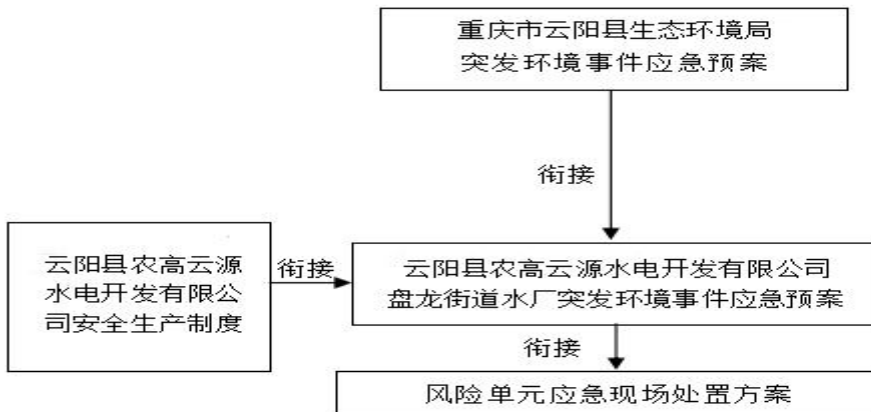 重庆市云阳县生态环境局
突发环境事件应急预案
衔接
云阳县农高云源
水电开发有限公
司安全生产制度
衔接
云阳县农高云源水电开发有限公司
盘龙街道水厂突发环境事件应急预案
衔接
风险单元应急现场处置方案